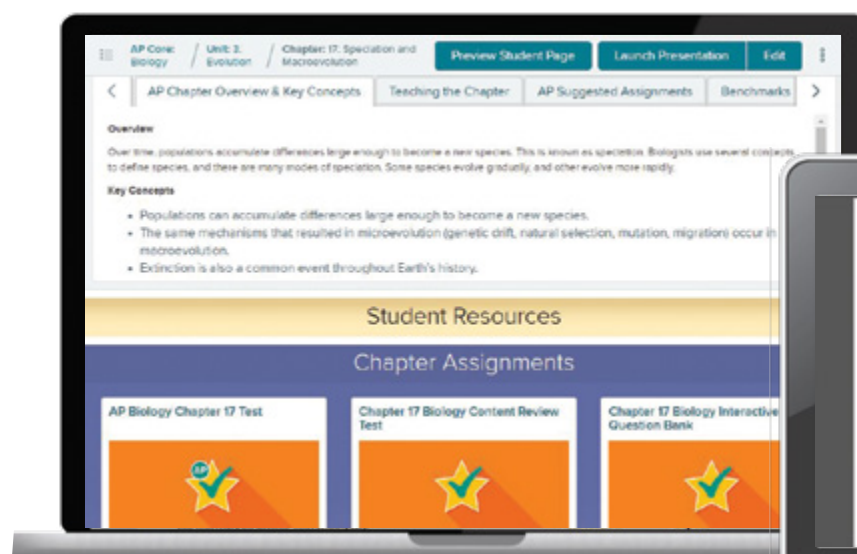 AP Core: Biology / Unit: 2. Evolution / Chapter: 17. Speciation and Macroevolution
Preview Student Page
Launch Presentation
Edit
AP Chapter Overview & Key Concepts
Teaching the Chapter
AP Suggested Assignments
Benchmarks
Overview
Over time, populations accumulate differences large enough to become a new species. This is known as speciation. Biologists use several concepts
to define species, and there are many modes of speciation. Some species evolve gradually, and other evolve more rapidly.
Key Concepts
• Populations can accumulate differences large enough to become a new species.
• The same mechanisms that resulted in microevolution (genetic drift, natural selection, mutation, migration) occur in
macroevolution.
• Extinction is also a common event throughout Earth's history.
Student Resources
Chapter Assignments
AP Biology Chapter 17 Test
Chapter 17 Biology Content Review
Test
Chapter 17 Biology Interactive
Question Bank
AP